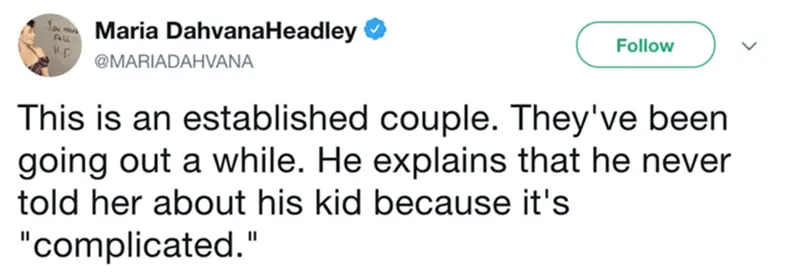 Maria DahvanaHeadley
@MARIADAHVANA
Follow
This is an established couple. They've been
going out a while. He explains that he never
told her about his kid because it's
"complicated."